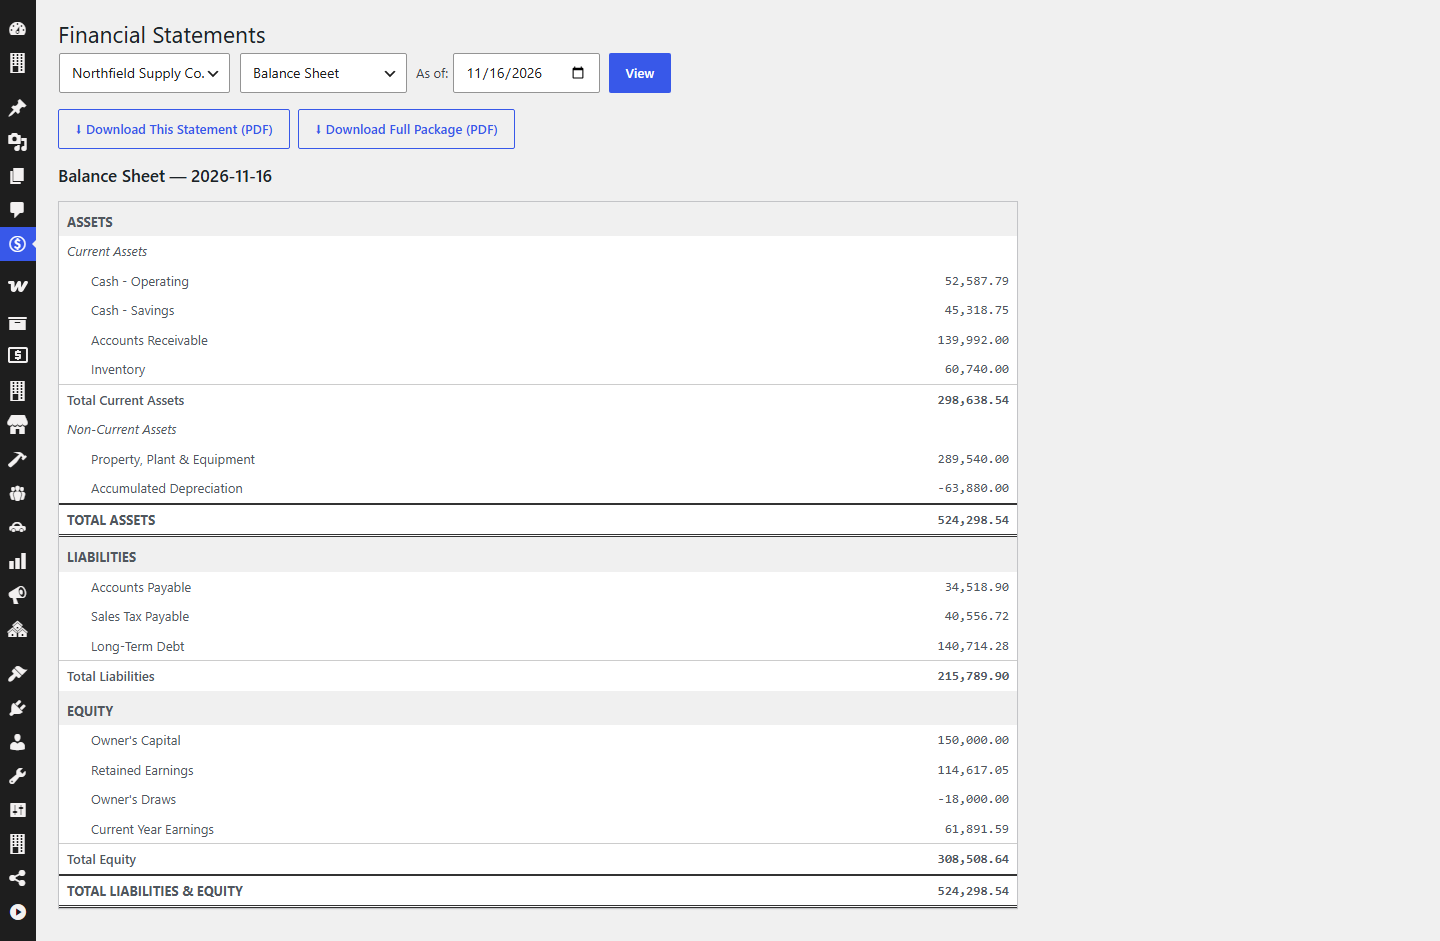 Financial Statements
Northfield Supply Co. Balance Sheet As of: 11/16/2026 View
⬇ Download This Statement (PDF) ⬇ Download Full Package (PDF)
Balance Sheet — 2026-11-16
ASSETS
Current Assets
Cash - Operating 52,587.79
Cash - Savings 45,318.75
Accounts Receivable 139,992.00
Inventory 60,740.00
Total Current Assets 298,638.54
Non-Current Assets
Property, Plant & Equipment 289,540.00
Accumulated Depreciation -63,880.00
TOTAL ASSETS 524,298.54
LIABILITIES
Accounts Payable 34,518.90
Sales Tax Payable 40,556.72
Long-Term Debt 140,714.28
Total Liabilities 215,789.90
EQUITY
Owner's Capital 150,000.00
Retained Earnings 114,617.05
Owner's Draws -18,000.00
Current Year Earnings 61,891.59
Total Equity 308,508.64
TOTAL LIABILITIES & EQUITY 524,298.54